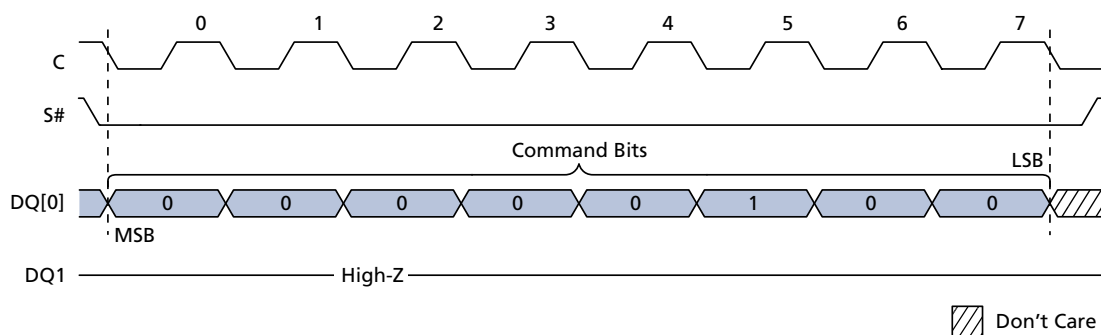 0 1 2 3 4 5 6 7
C
S#
Command Bits
LSB
DQ[0] 0 0 0 0 0 1 0 0
MSB
DQ1 High-Z
Don't Care